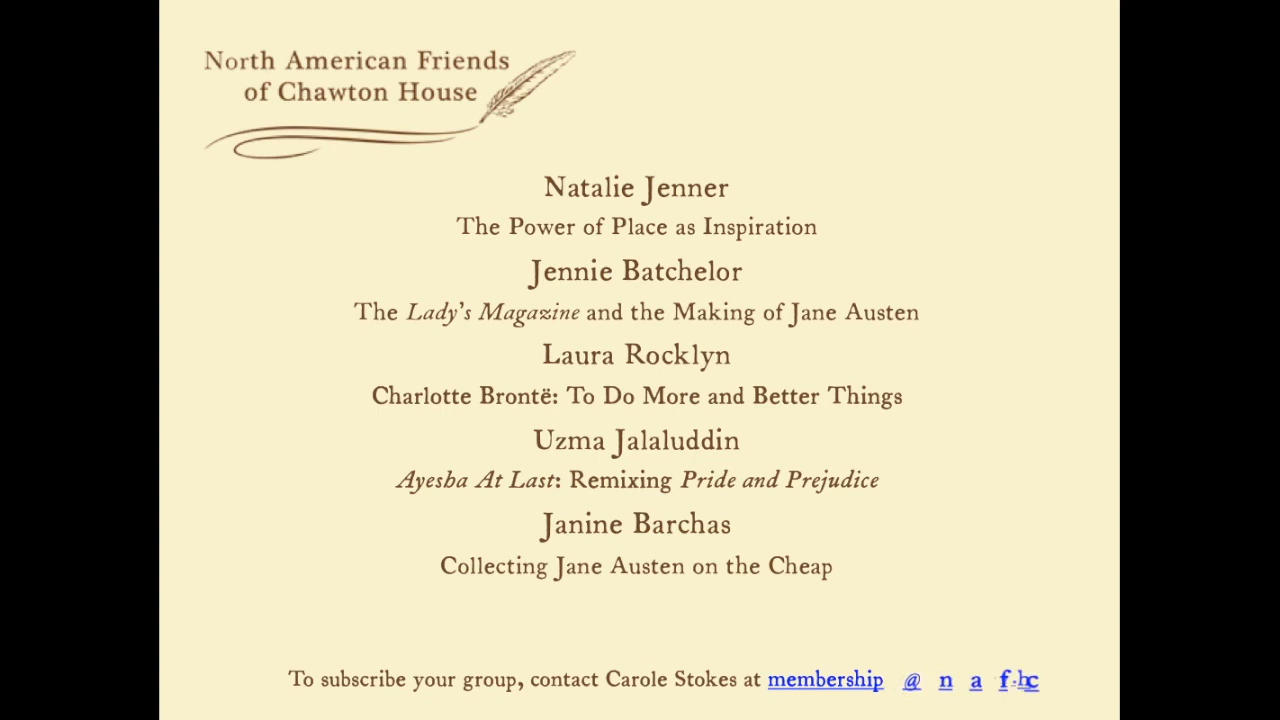 North American Friends
of Chawton House
Natalie Jenner
The Power of Place as Inspiration
Jennie Batchelor
The Lady's Magazine and the Making of Jane Austen
Laura Rocklyn
Charlotte Brontë: To Do More and Better Things
Uzma Jalaluddin
Ayesha At Last: Remixing Pride and Prejudice
Janine Barchas
Collecting Jane Austen on the Cheap
To subscribe your group, contact Carole Stokes at membership @ n a